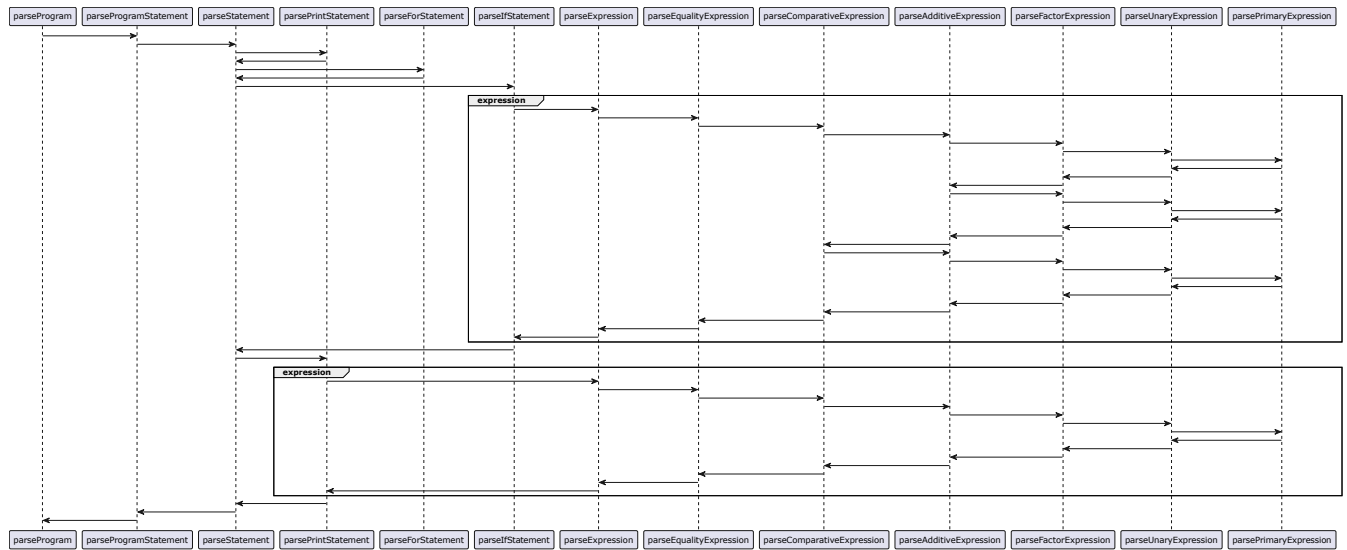 parseProgram parseProgramStatement parseStatement parsePrintStatement parseForStatement parseIfStatement parseExpression parseEqualityExpression parseComparativeExpression parseAdditiveExpression parseFactorExpression parseUnaryExpression parsePrimaryExpression
expression
expression
parseProgram parseProgramStatement parseStatement parsePrintStatement parseForStatement parseIfStatement parseExpression parseEqualityExpression parseComparativeExpression parseAdditiveExpression parseFactorExpression parseUnaryExpression parsePrimaryExpression